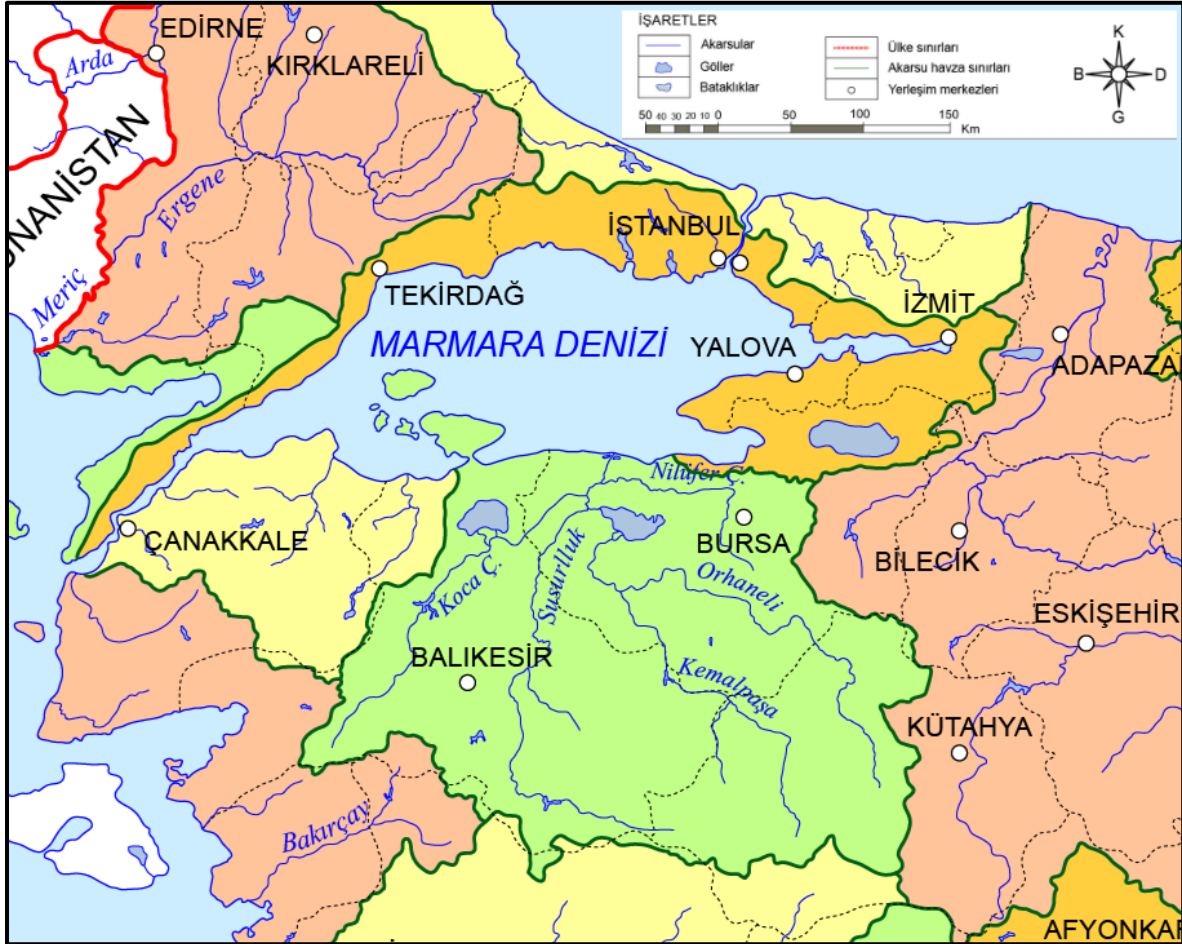 EDİRNE
KIRKLARELİ
Arda
İŞARETLER
Akarsular
Göller
Bataklıklar
Ülke sınırları
Akarsu havza sınırları
Yerleşim merkezleri
50 40 30 20 10 0 50 100 150
Km
K
B D
G
UNANİSTAN
Ergene
Meriç
İSTANBUL
TEKİRDAĞ
MARMARA DENİZİ
YALOVA
İZMİT
ADAPAZA
Nilüfer Ç.
ÇANAKKALE
BURSA
BİLECİK
Koca Ç.
Susurlluk
Orhaneli
ESKİŞEHİR
BALIKESİR
Kemalpaşa
KÜTAHYA
Bakırçay
AFYONKAR